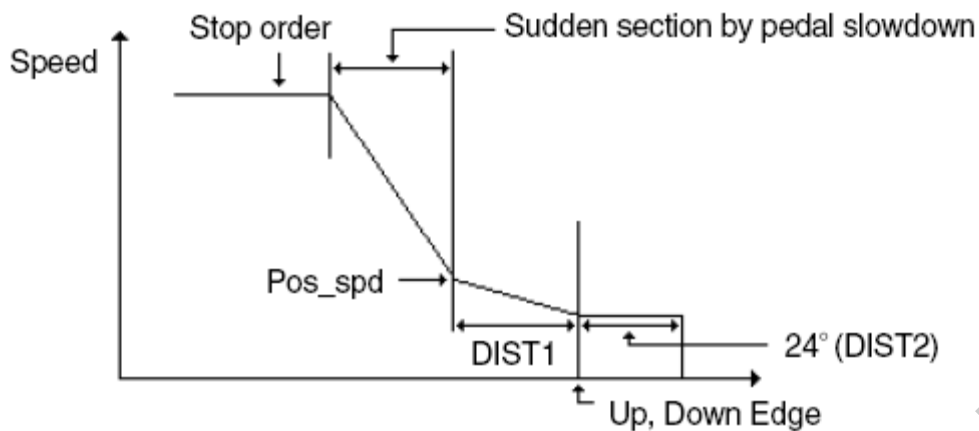 Stop order
Sudden section by pedal slowdown
Speed
Pos_spd
DIST1
24° (DIST2)
Up, Down Edge